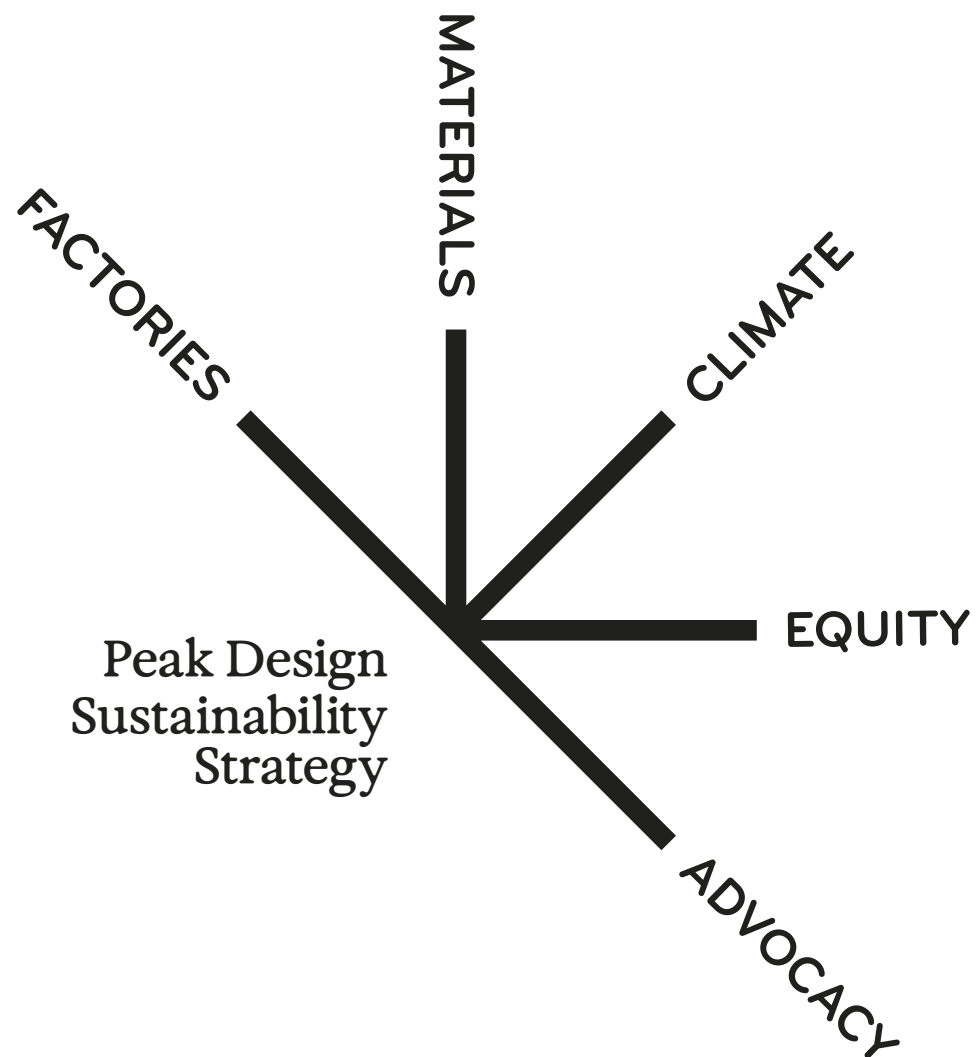 MATERIALS
FACTORIES
CLIMATE
EQUITY
Peak Design
Sustainability
Strategy
ADVOCACY